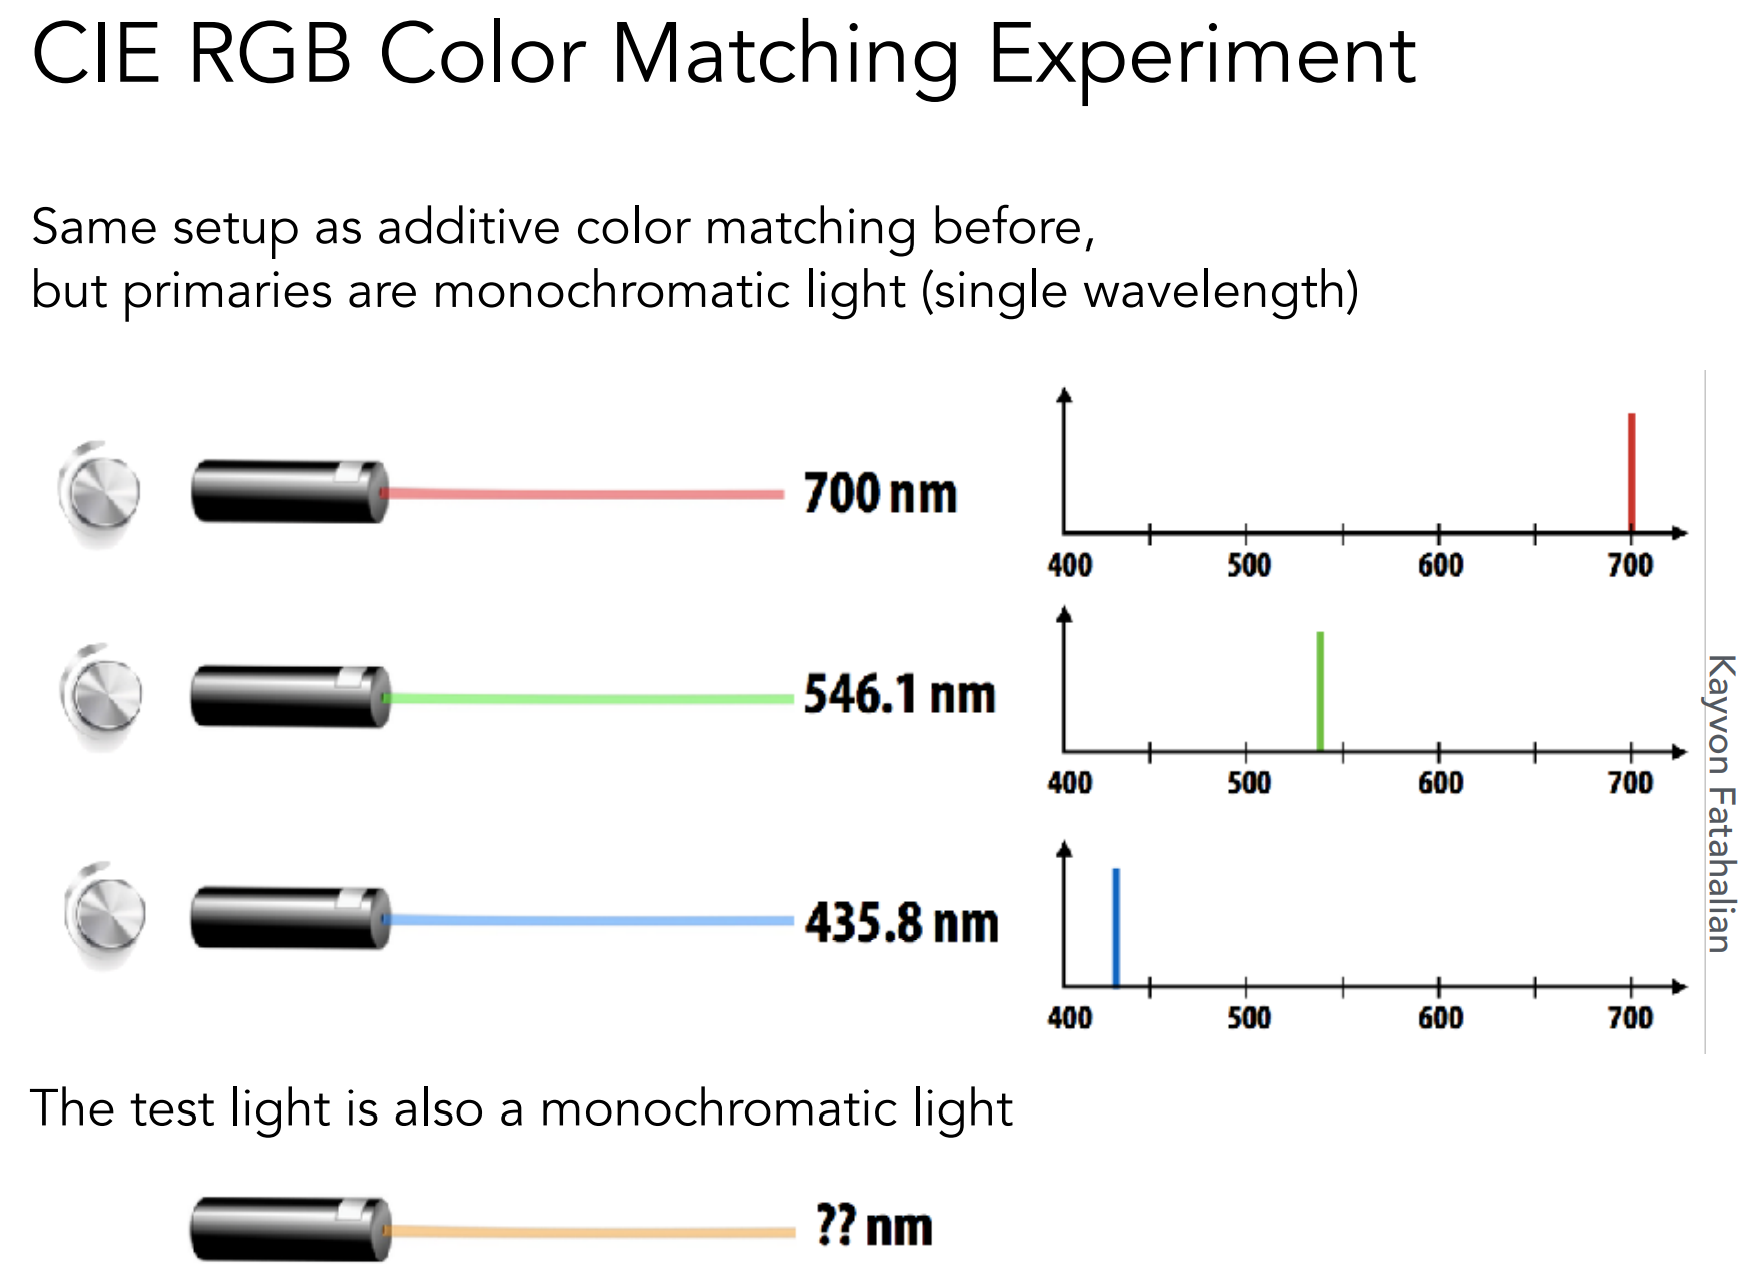 CIE RGB Color Matching Experiment
Same setup as additive color matching before,
but primaries are monochromatic light (single wavelength)
700 nm
400 500 600 700
546.1 nm
400 500 600 700
435.8 nm
400 500 600 700
Kayvon Fatahalian
The test light is also a monochromatic light
?? nm